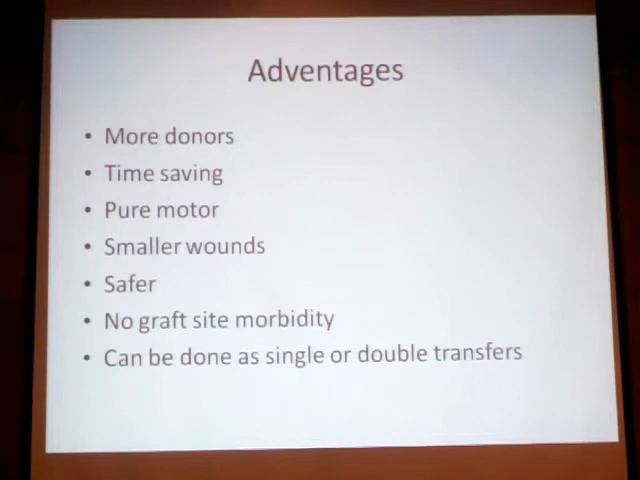 Adventages
• More donors
• Time saving
• Pure motor
• Smaller wounds
• Safer
• No graft site morbidity
• Can be done as single or double transfers